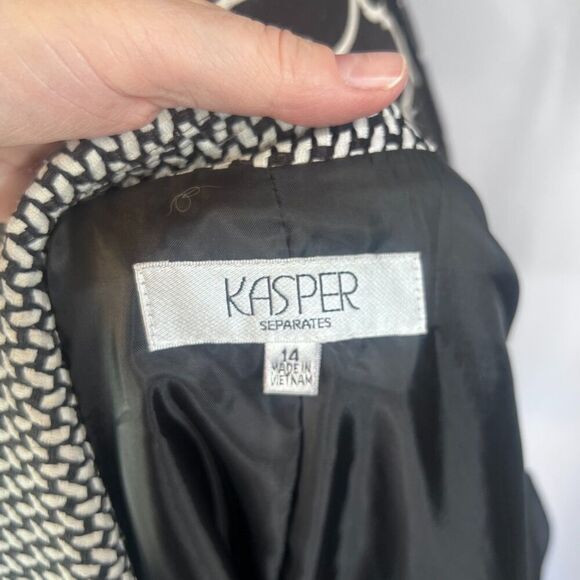 KASPER
SEPARATES
14
MADE IN
VIETNAM